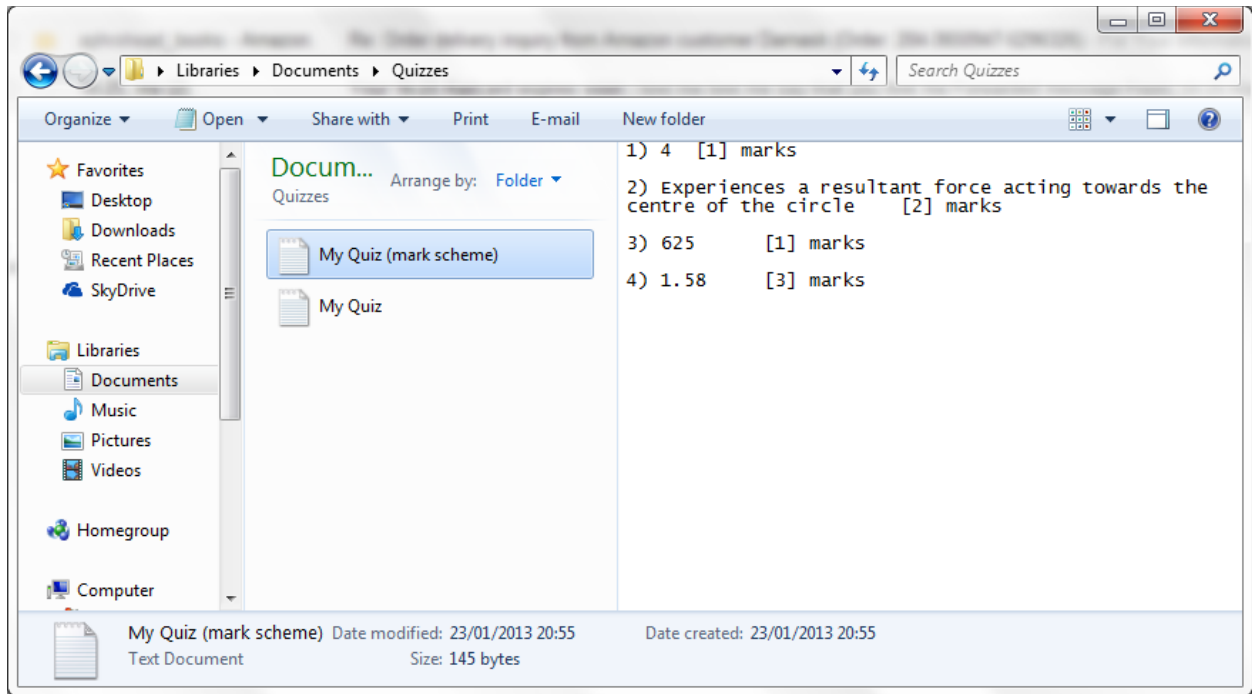 Libraries Documents Quizzes
Search Quizzes
Organize Open Share with Print E-mail New folder
Favorites
Desktop
Downloads
Recent Places
SkyDrive
Libraries
Documents
Music
Pictures
Videos
Homegroup
Computer
Docum...
Quizzes
Arrange by: Folder
My Quiz (mark scheme)
My Quiz
1) 4 [1] marks
2) Experiences a resultant force acting towards the
centre of the circle [2] marks
3) 625 [1] marks
4) 1.58 [3] marks
My Quiz (mark scheme) Date modified: 23/01/2013 20:55 Date created: 23/01/2013 20:55
Text Document Size: 145 bytes